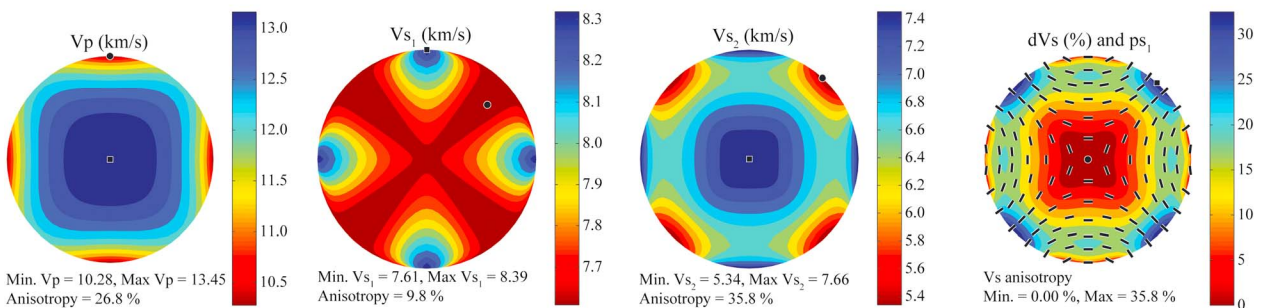 Vp (km/s)
13.0
12.5
12.0
11.5
11.0
10.5
Min. Vp = 10.28, Max Vp = 13.45
Anisotropy = 26.8 %
Vs₁ (km/s)
8.3
8.2
8.1
8.0
7.9
7.8
7.7
Min. Vs₁ = 7.61, Max Vs₁ = 8.39
Anisotropy = 9.8 %
Vs₂ (km/s)
7.4
7.2
7.0
6.8
6.6
6.4
6.2
6.0
5.8
5.6
5.4
Min. Vs₂ = 5.34, Max Vs₂ = 7.66
Anisotropy = 35.8 %
dVs (%) and ps₁
30
25
20
15
10
5
0
Vs anisotropy
Min. = 0.00 %, Max = 35.8 %